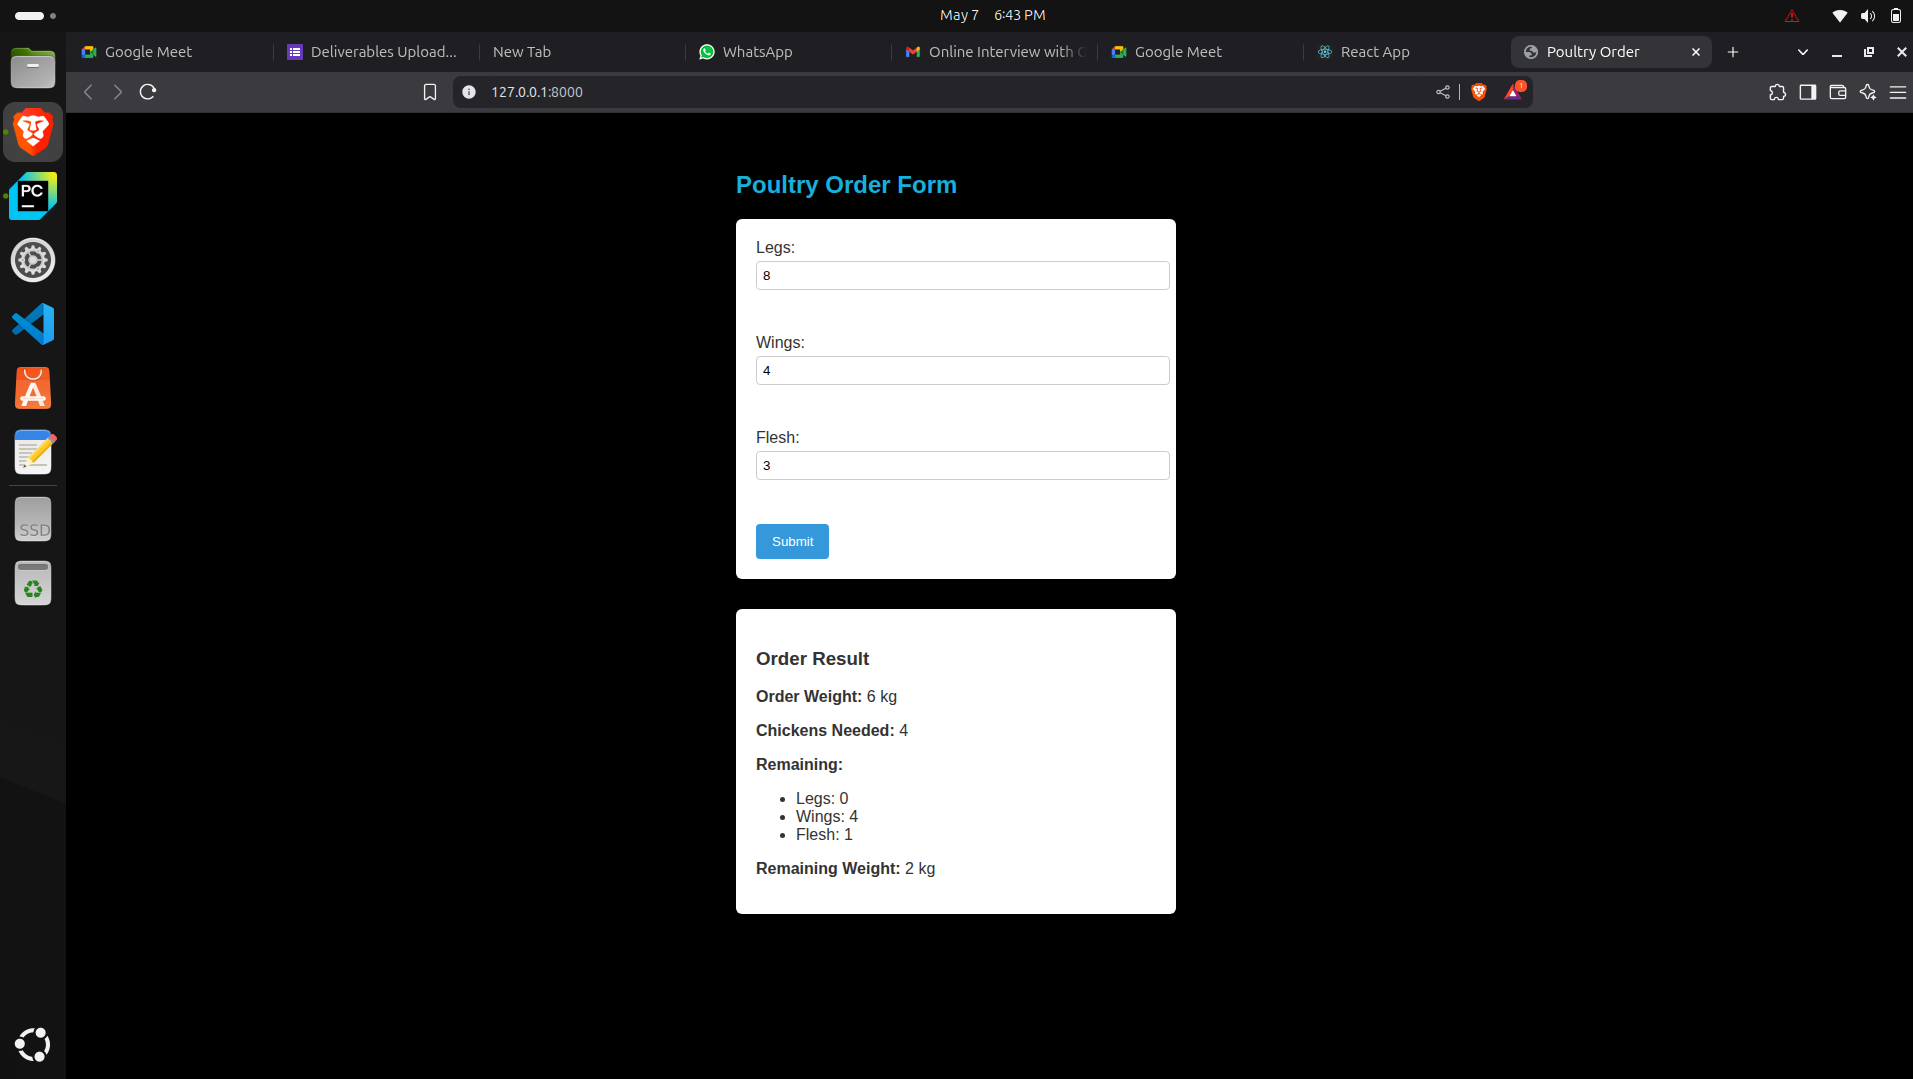 May 7 6:43 PM
Google Meet
Deliverables Upload...
New Tab
WhatsApp
Online Interview with C
Google Meet
React App
Poultry Order
127.0.0.1:8000
1
PC
A
SSD
Poultry Order Form
Legs:
8
Wings:
4
Flesh:
3
Submit
Order Result
Order Weight: 6 kg
Chickens Needed: 4
Remaining:
Legs: 0
Wings: 4
Flesh: 1
Remaining Weight: 2 kg